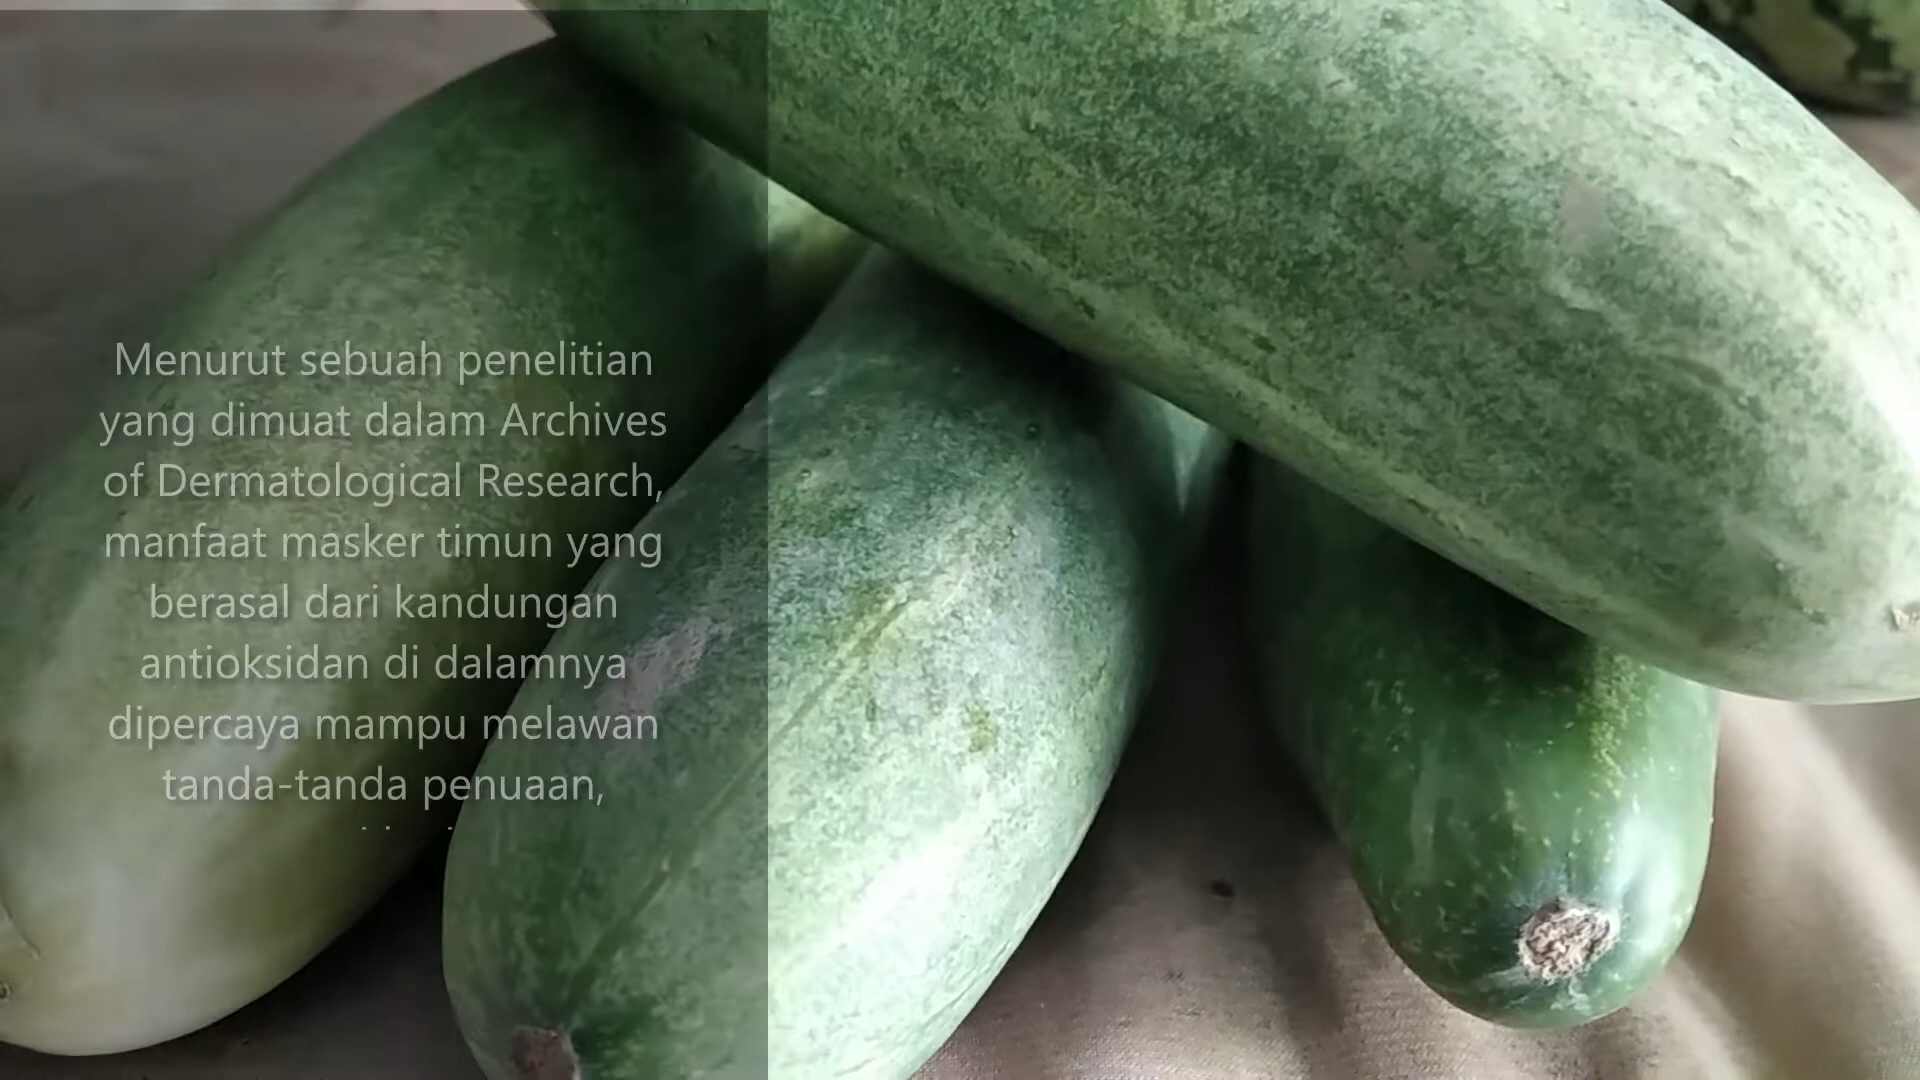 Menurut sebuah penelitian
yang dimuat dalam Archives
of Dermatological Research,
manfaat masker timun yang
berasal dari kandungan
antioksidan di dalamnya
dipercaya mampu melawan
tanda-tanda penuaan,